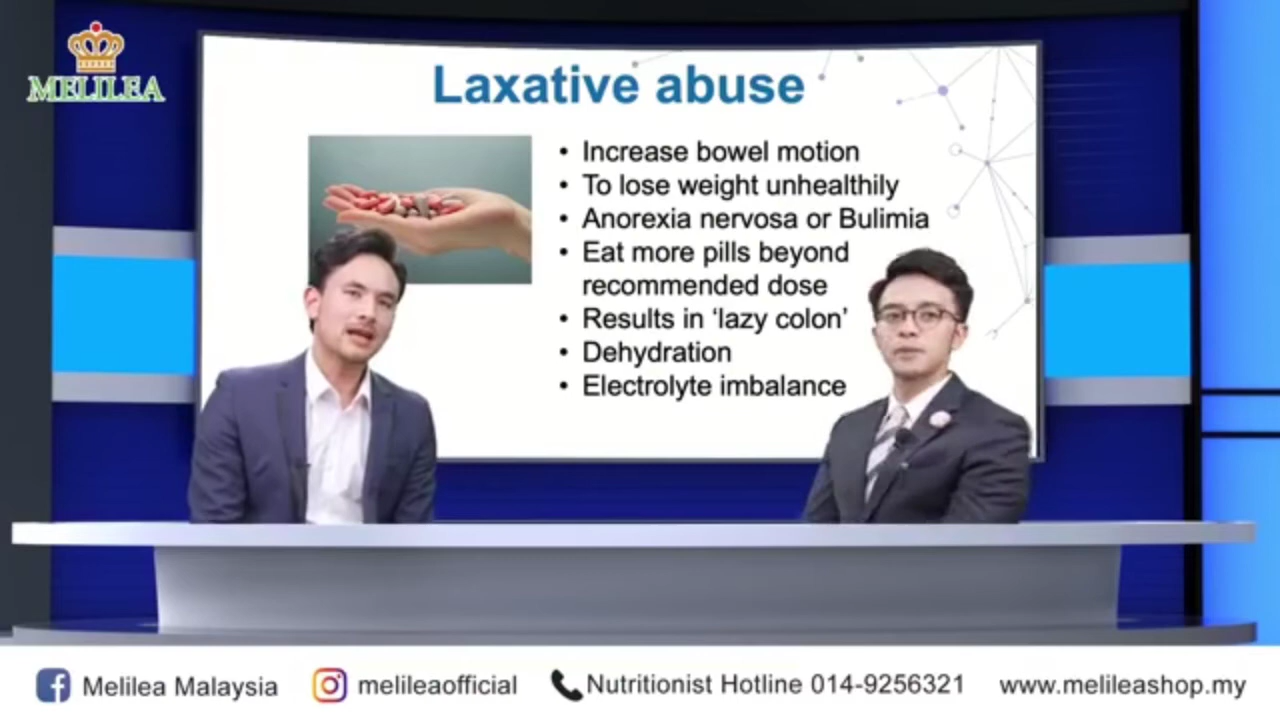 MELILEA
Laxative abuse
• Increase bowel motion
• To lose weight unhealthily
• Anorexia nervosa or Bulimia
• Eat more pills beyond
recommended dose
• Results in ‘lazy colon’
• Dehydration
• Electrolyte imbalance
Melilea Malaysia
melileaofficial
Nutritionist Hotline 014-9256321
www.melileashop.my